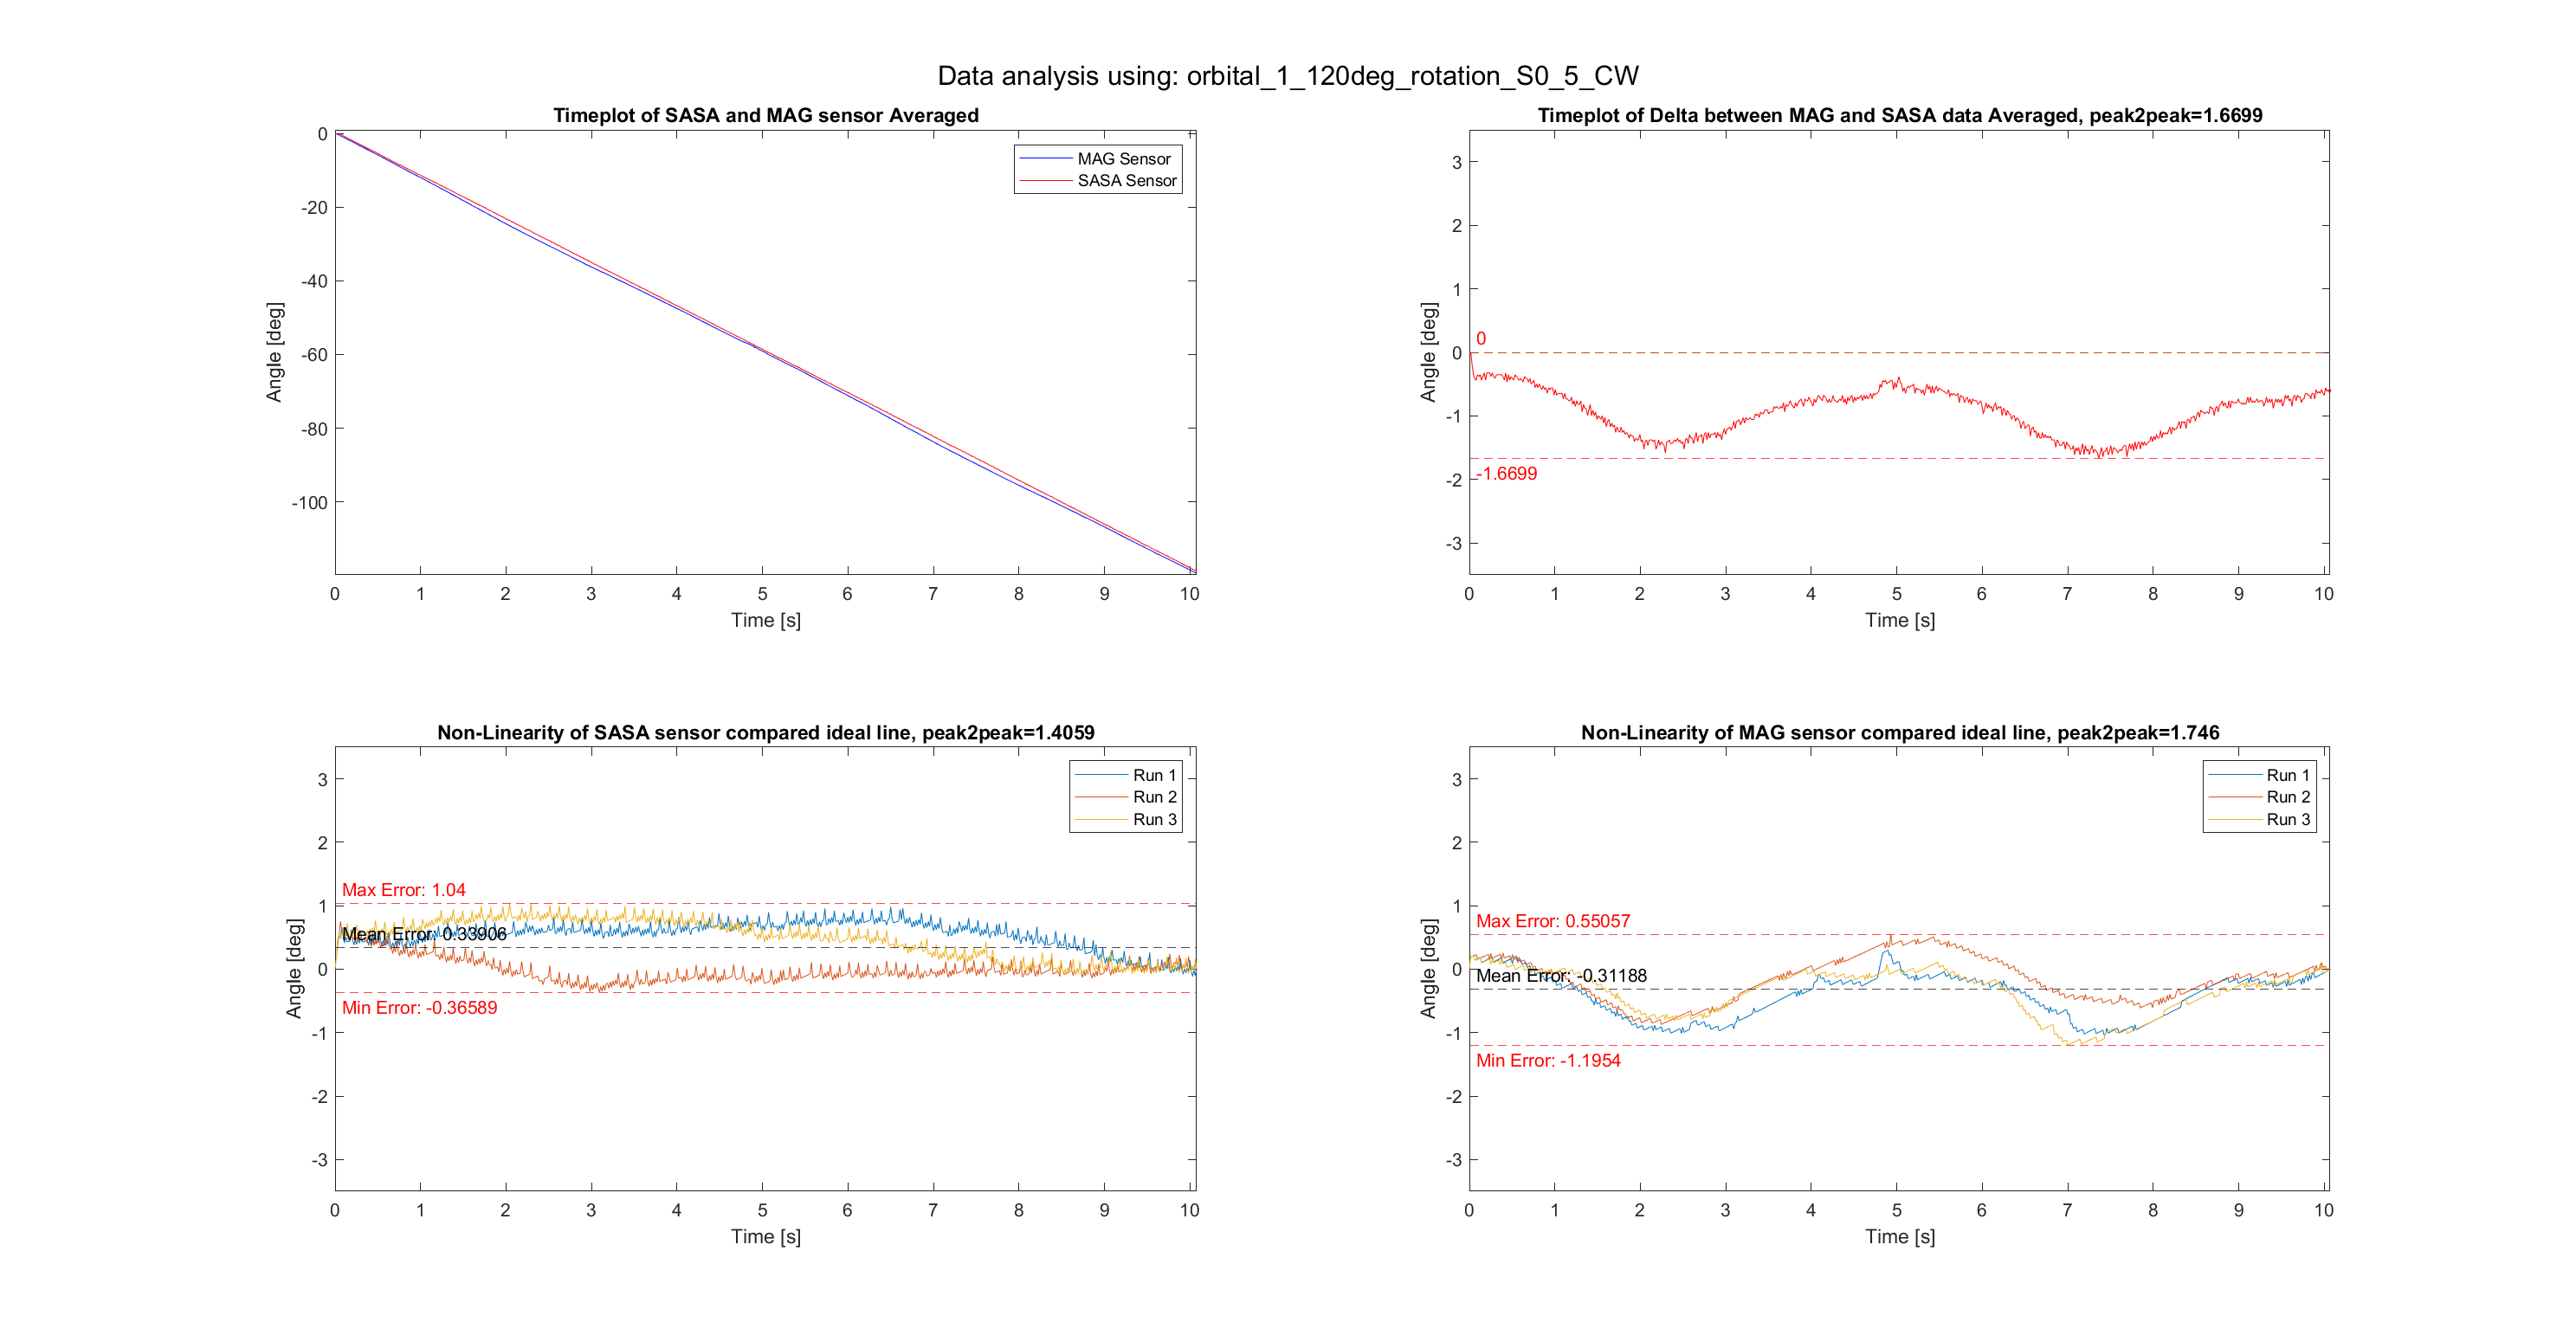 Data analysis using: orbital_1_120deg_rotation_S0_5_CW
Timeplot of SASA and MAG sensor Averaged
0
-20
-40
-60
-80
-100
Angle [deg]
MAG Sensor
SASA Sensor
0 1 2 3 4 5 6 7 8 9 10
Time [s]
Timeplot of Delta between MAG and SASA data Averaged, peak2peak=1.6699
3
2
1
0
-1
-2
-3
Angle [deg]
0
-1.6699
0 1 2 3 4 5 6 7 8 9 10
Time [s]
Non-Linearity of SASA sensor compared ideal line, peak2peak=1.4059
3
2
1
0
-1
-2
-3
Angle [deg]
Run 1
Run 2
Run 3
Max Error: 1.04
Mean Error: 0.33906
Min Error: -0.36589
0 1 2 3 4 5 6 7 8 9 10
Time [s]
Non-Linearity of MAG sensor compared ideal line, peak2peak=1.746
3
2
1
0
-1
-2
-3
Angle [deg]
Run 1
Run 2
Run 3
Max Error: 0.55057
Mean Error: -0.31188
Min Error: -1.1954
0 1 2 3 4 5 6 7 8 9 10
Time [s]